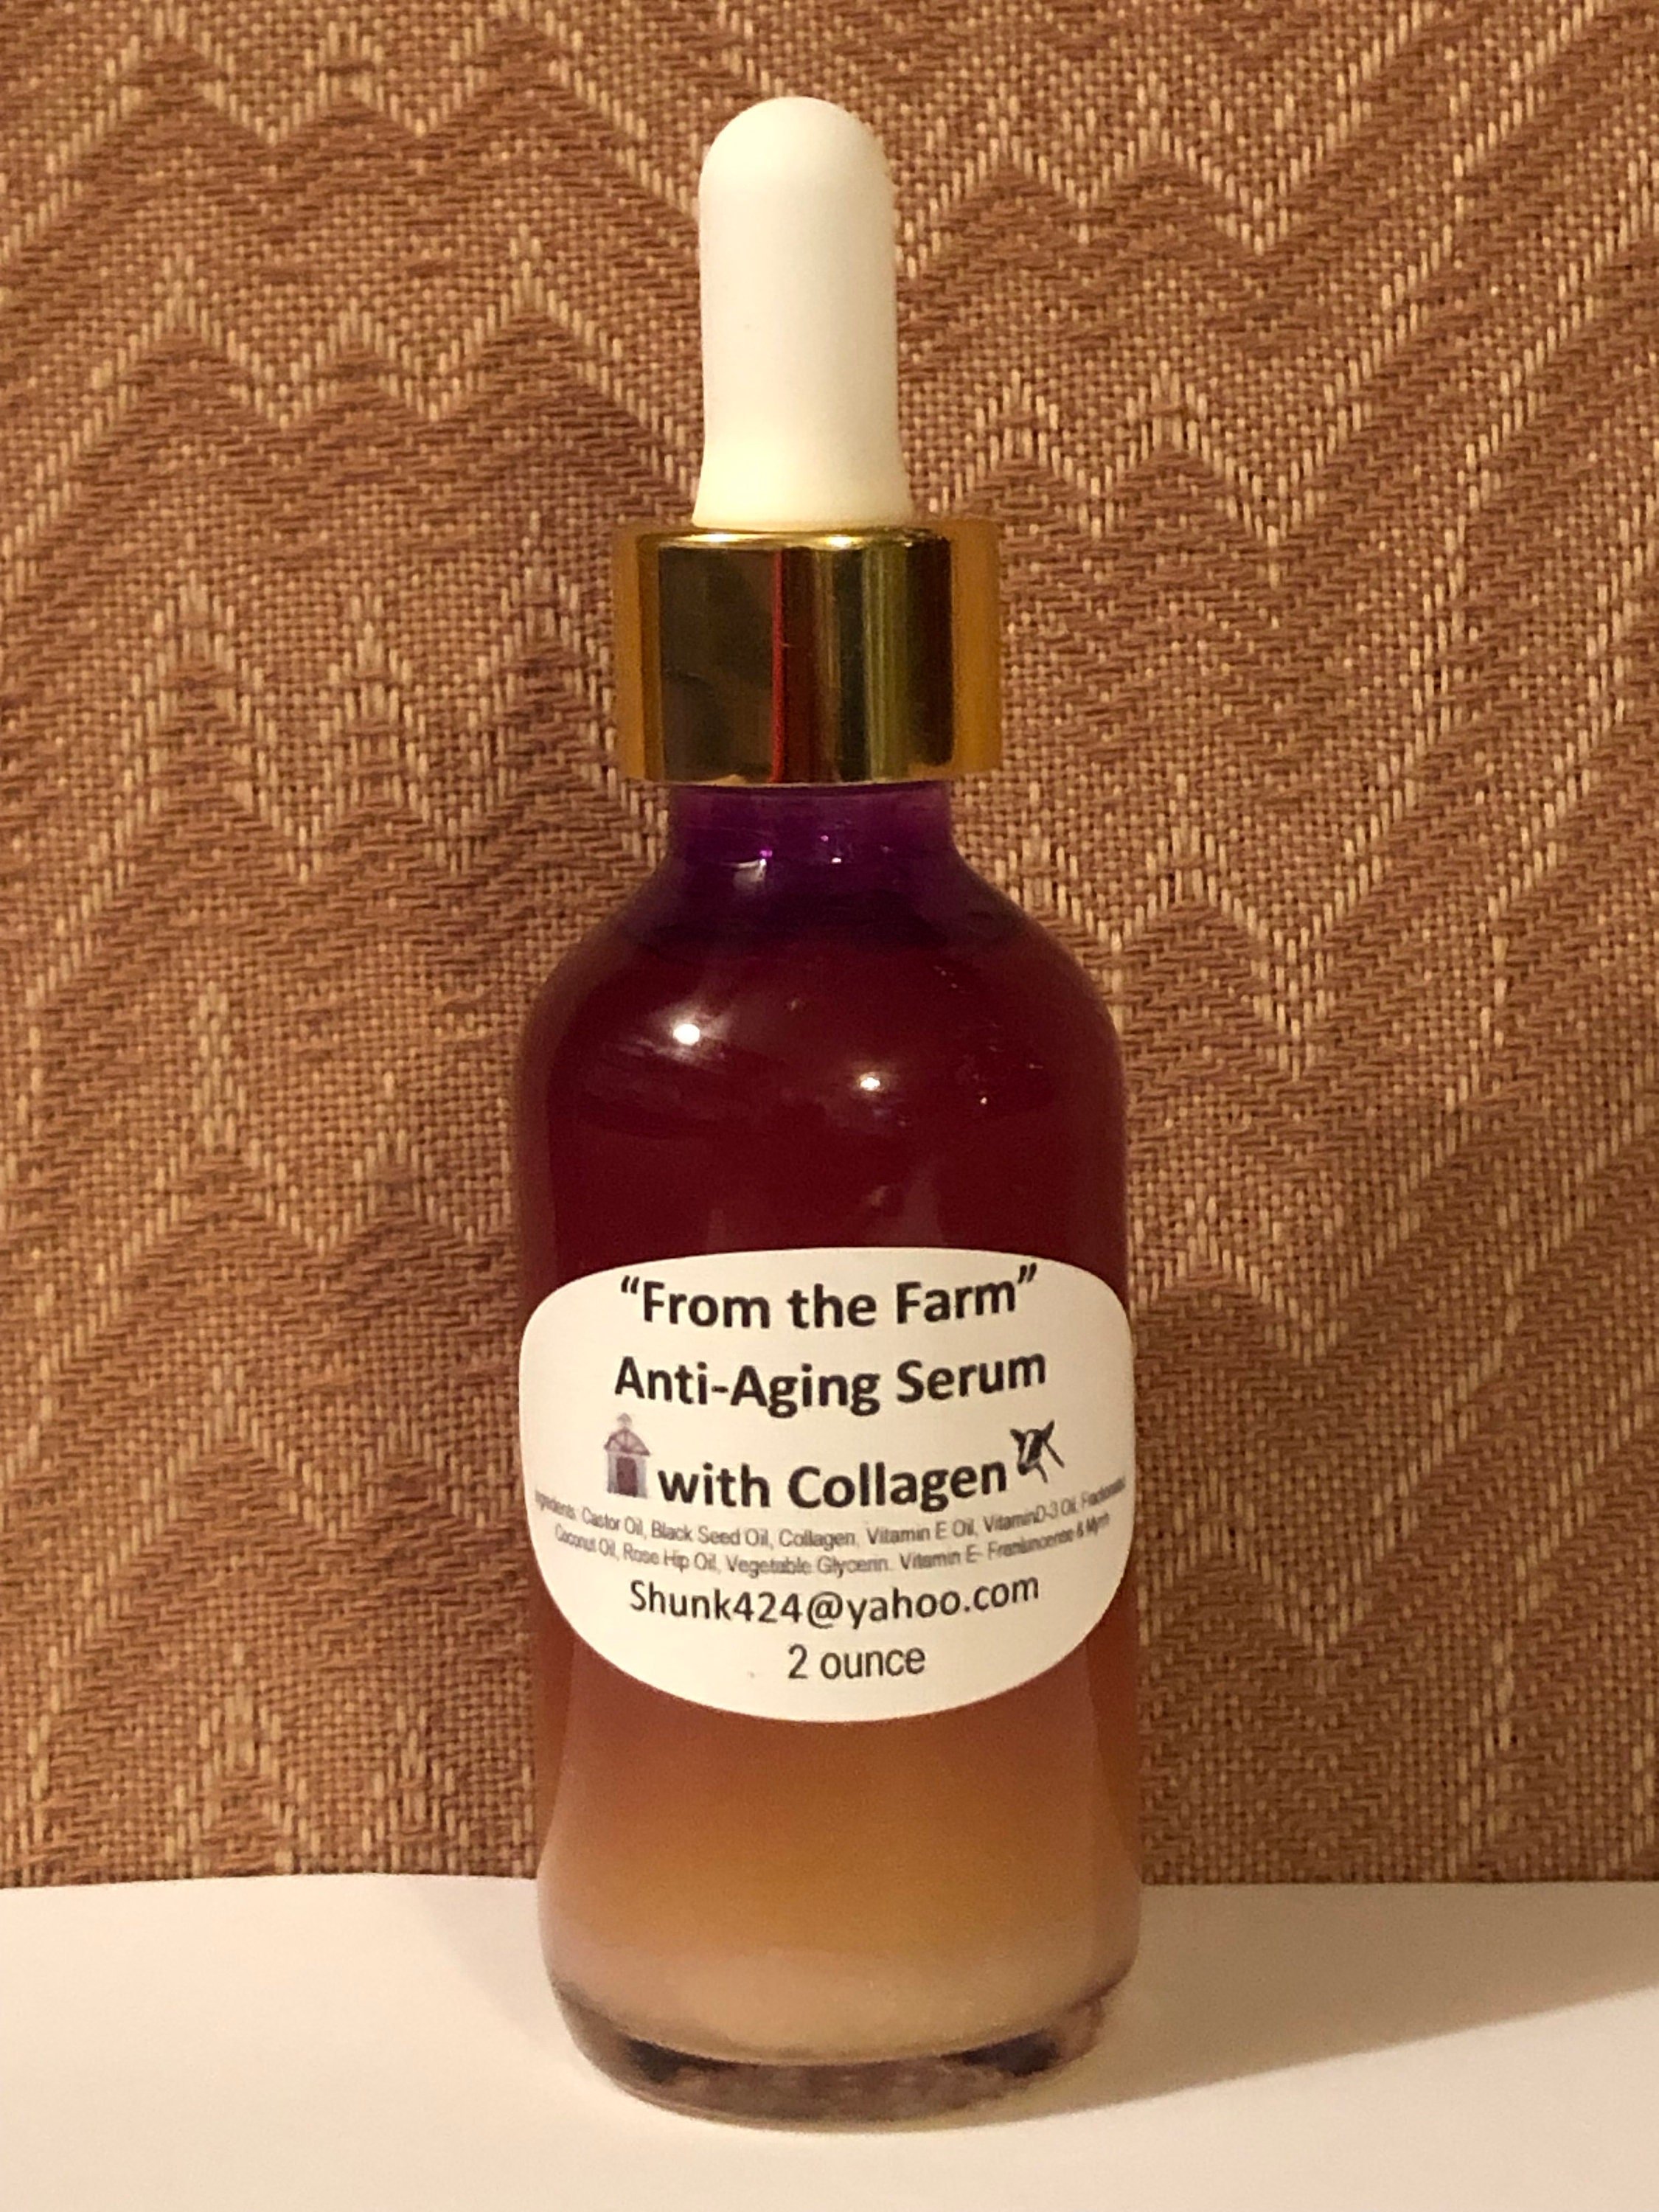 “From the Farm”
Anti-Aging Serum
with Collagen
Ingredients: Castor Oil, Black Seed Oil, Collagen, Vitamin E Oil, VitaminD-3 Oil, Fractionated
Coconut Oil, Rose Hip Oil, Vegetable Glycerin. Vitamin E- Frankincense & Myrrh
Shunk424@yahoo.com
2 ounce